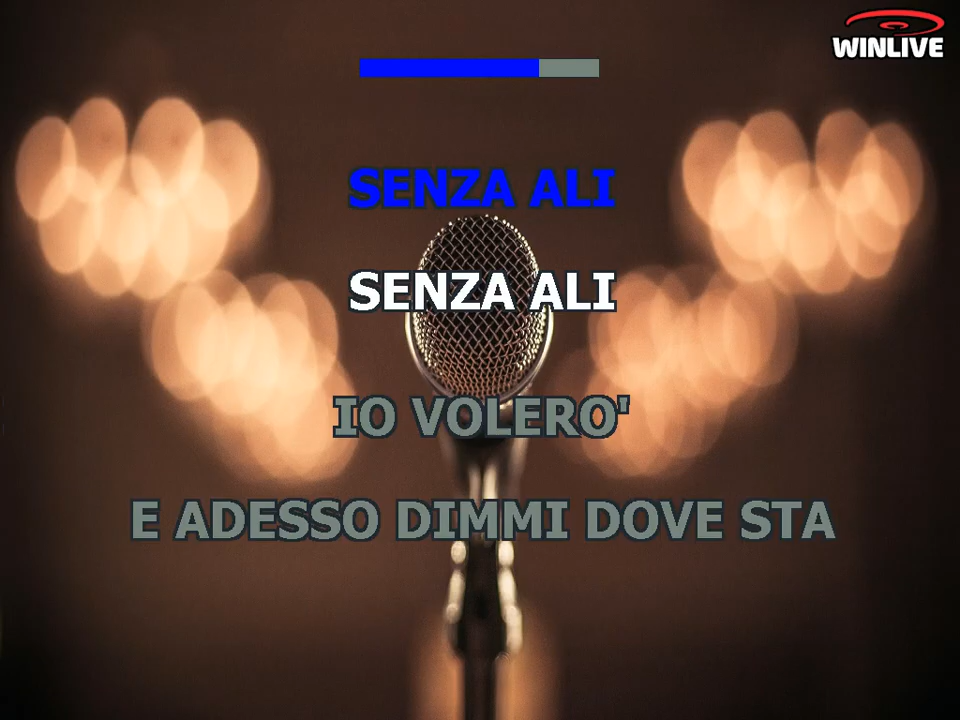 WINLIVE
SENZA ALI
SENZA ALI
IO VOLERO'
E ADESSO DIMMI DOVE STA